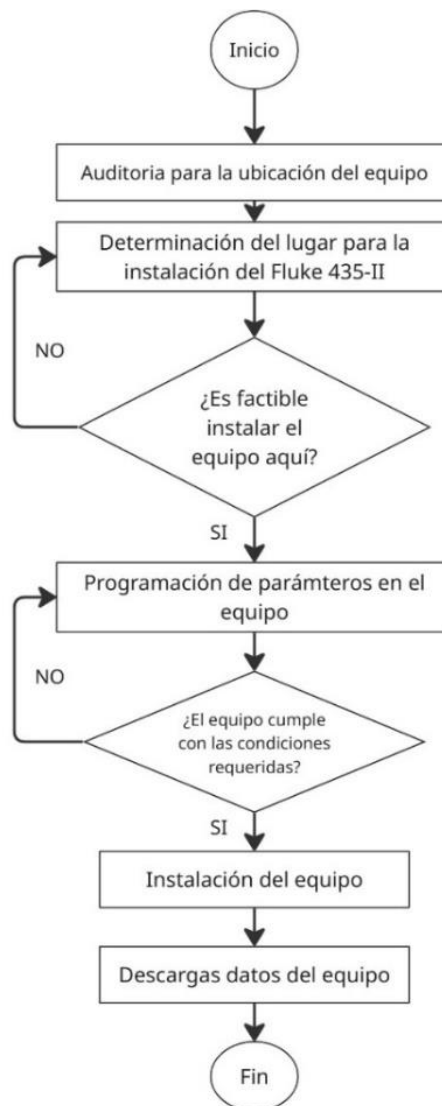 Inicio
Auditoria para la ubicación del equipo
Determinación del lugar para la
instalación del Fluke 435-II
NO
¿Es factible
instalar el
equipo aquí?
SI
Programación de parámteros en el
equipo
NO
¿El equipo cumple
con las condiciones
requeridas?
SI
Instalación del equipo
Descargas datos del equipo
Fin